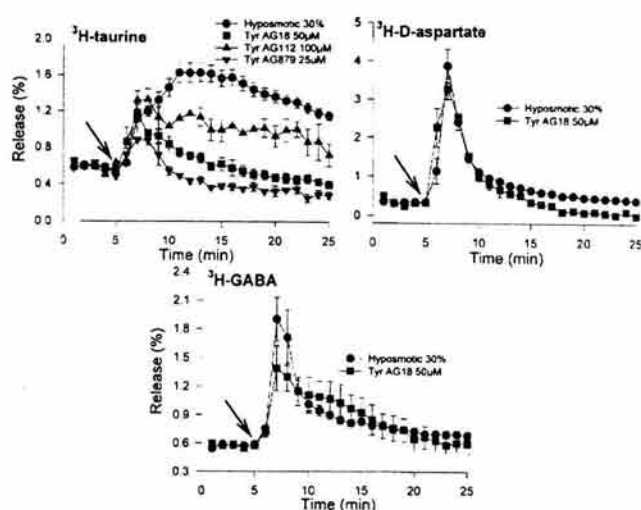 ³H-taurine
Hyposmotic 30%
Tyr AG18 50µM
Tyr AG112 100µM
Tyr AG879 25uM
Release (%)
2.0
1.6
1.2
0.8
0.4
0.0
0 5 10 15 20 25
Time (min)
³H-D-aspartate
Hyposmotic 30%
Tyr AG18 50µM
5
4
3
2
1
0
0 5 10 15 20 25
Time (min)
³H-GABA
Hyposmotic 30%
Tyr AG18 50µM
Release (%)
2.4
2.1
1.8
1.5
1.2
0.9
0.6
0.3
0 5 10 15 20 25
Time (min)